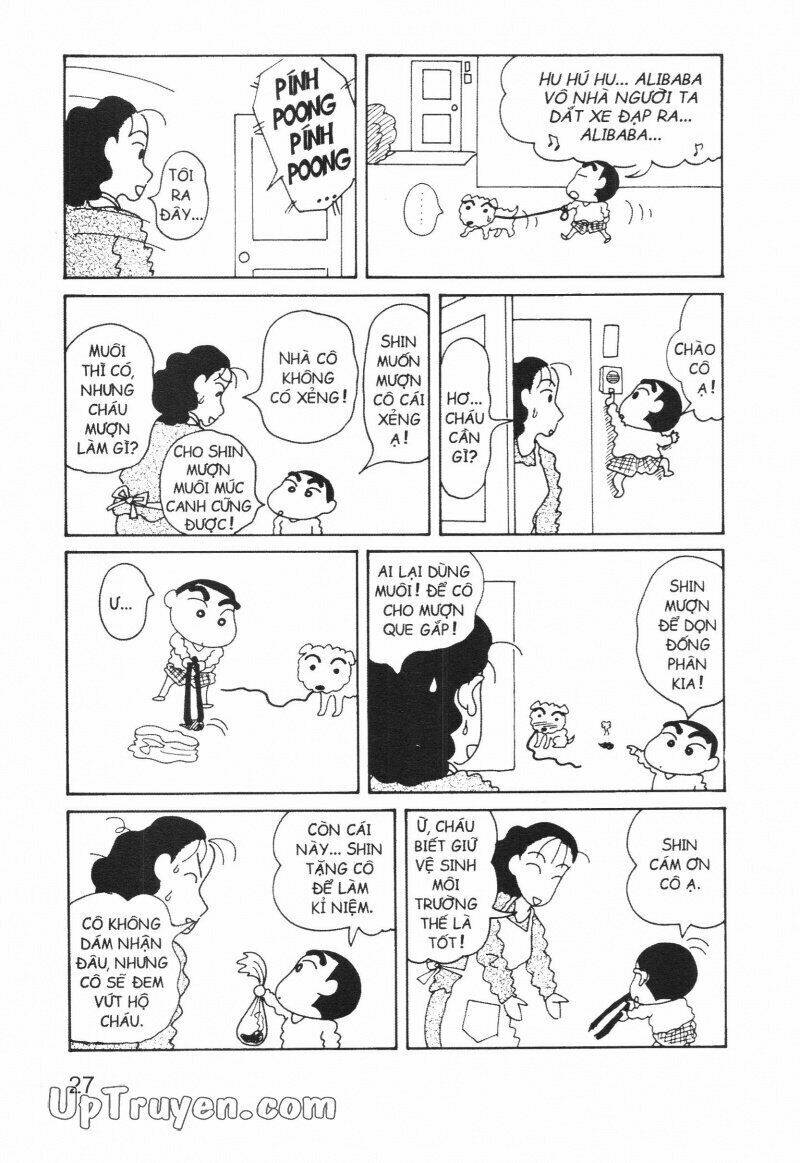 HU HÚ HU... ALIBABA
VÔ NHÀ NGƯỜI TA
DẮT XE ĐẠP RA...
ALIBABA...
......
PÍNH
POONG
PÍNH
POONG
...
TÔI
RA
ĐÂY...
CHÀO
CÔ
Ạ!
HƠ...
CHÁU
CẦN
GÌ?
SHIN
MUỐN
MƯỢN
CÔ CÁI
XẺNG
Ạ!
NHÀ CÔ
KHÔNG
CÓ XẺNG!
CHO SHIN
MƯỢN
MUÔI MÚC
CANH CŨNG
ĐƯỢC!
MUÔI
THÌ CÓ,
NHƯNG
CHÁU
MƯỢN
LÀM GÌ?
SHIN
MƯỢN
ĐỂ DỌN
ĐỐNG
PHÂN
KIA!
AI LẠI DÙNG
MUÔI! ĐỂ CÔ
CHO MƯỢN
QUE GẮP!
Ư...
SHIN
CÁM ƠN
CÔ Ạ.
Ừ, CHÁU
BIẾT GIỮ
VỆ SINH
MÔI
TRƯỜNG
THẾ LÀ
TỐT!
CÒN CÁI
NÀY... SHIN
TẶNG CÔ
ĐỂ LÀM
KỈ NIỆM.
CÔ KHÔNG
DÁM NHẬN
ĐÂU, NHƯNG
CÔ SẼ ĐEM
VỨT HỘ
CHÁU.
27
UpTruyen.com